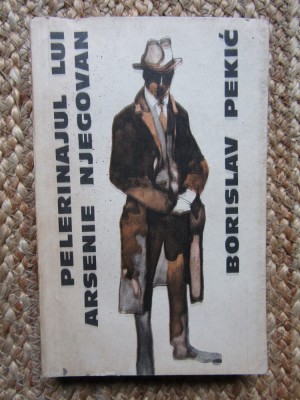 PELERINAJUL LUI
ARSENIE NJEGOVAN
BORISLAV PEKIĆ